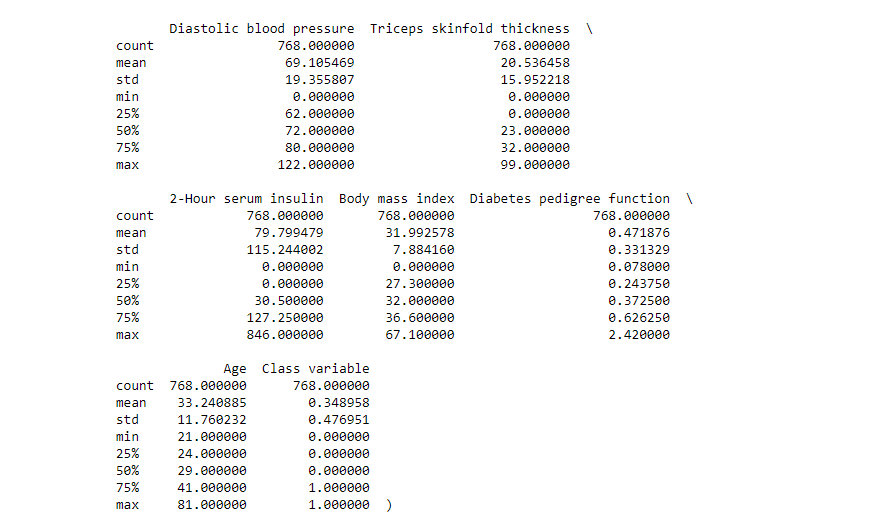 Diastolic blood pressure  Triceps skinfold thickness  \
count                768.000000                  768.000000
mean                  69.105469                   20.536458
std                   19.355807                   15.952218
min                    0.000000                    0.000000
25%                   62.000000                    0.000000
50%                   72.000000                   23.000000
75%                   80.000000                   32.000000
max                  122.000000                   99.000000
2-Hour serum insulin  Body mass index  Diabetes pedigree function  \
count            768.000000       768.000000                  768.000000
mean              79.799479        31.992578                    0.471876
std              115.244002         7.884160                    0.331329
min                0.000000         0.000000                    0.078000
25%                0.000000        27.300000                    0.243750
50%               30.500000        32.000000                    0.372500
75%              127.250000        36.600000                    0.626250
max              846.000000        67.100000                    2.420000
Age  Class variable
count  768.000000      768.000000
mean    33.240885        0.348958
std     11.760232        0.476951
min     21.000000        0.000000
25%     24.000000        0.000000
50%     29.000000        0.000000
75%     41.000000        1.000000
max     81.000000        1.000000  )